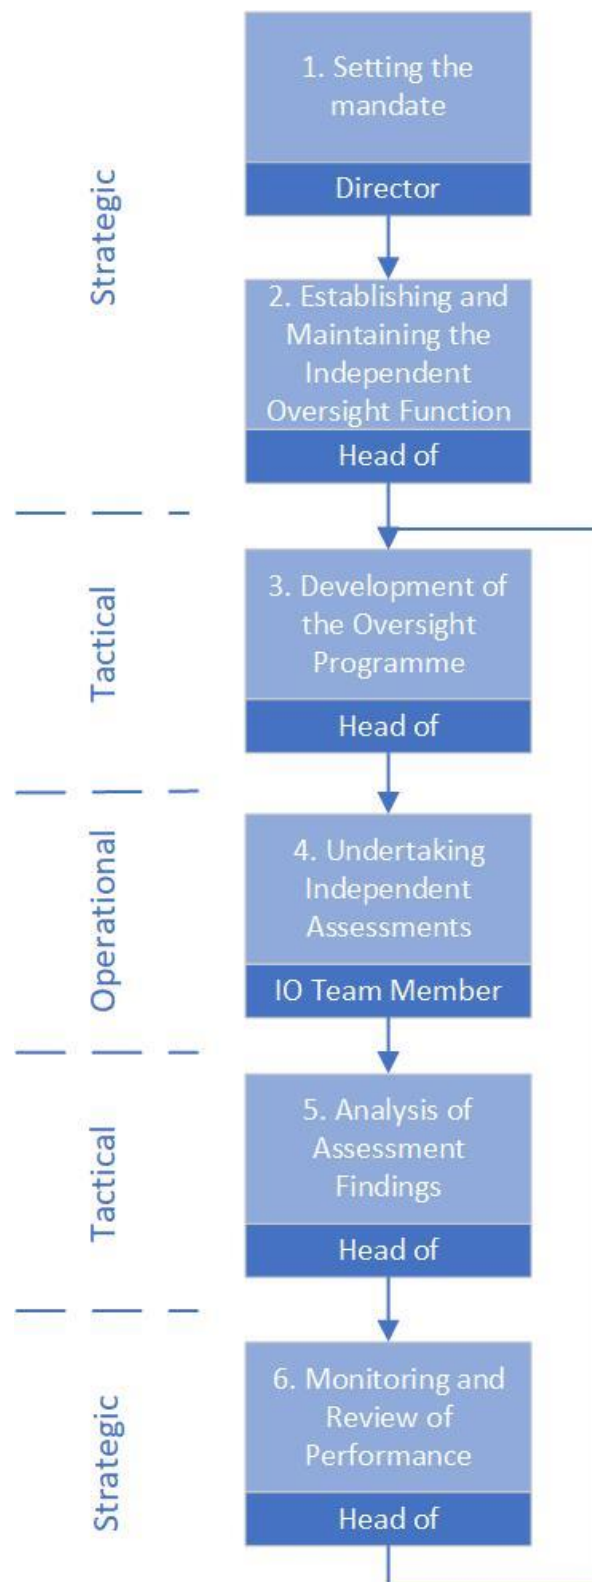 Strategic
1. Setting the
mandate
Director
2. Establishing and
Maintaining the
Independent
Oversight Function
Head of
Tactical
3. Development of
the Oversight
Programme
Head of
Operational
4. Undertaking
Independent
Assessments
IO Team Member
Tactical
5. Analysis of
Assessment
Findings
Head of
Strategic
6. Monitoring and
Review of
Performance
Head of